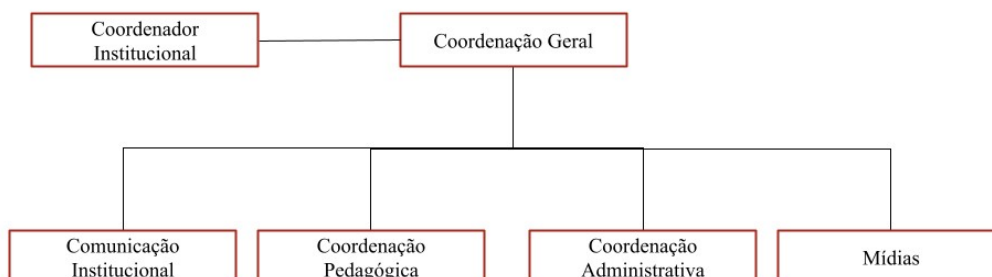 Coordenador
Institucional
Coordenação Geral
Comunicação
Institucional
Coordenação
Pedagógica
Coordenação
Administrativa
Mídias